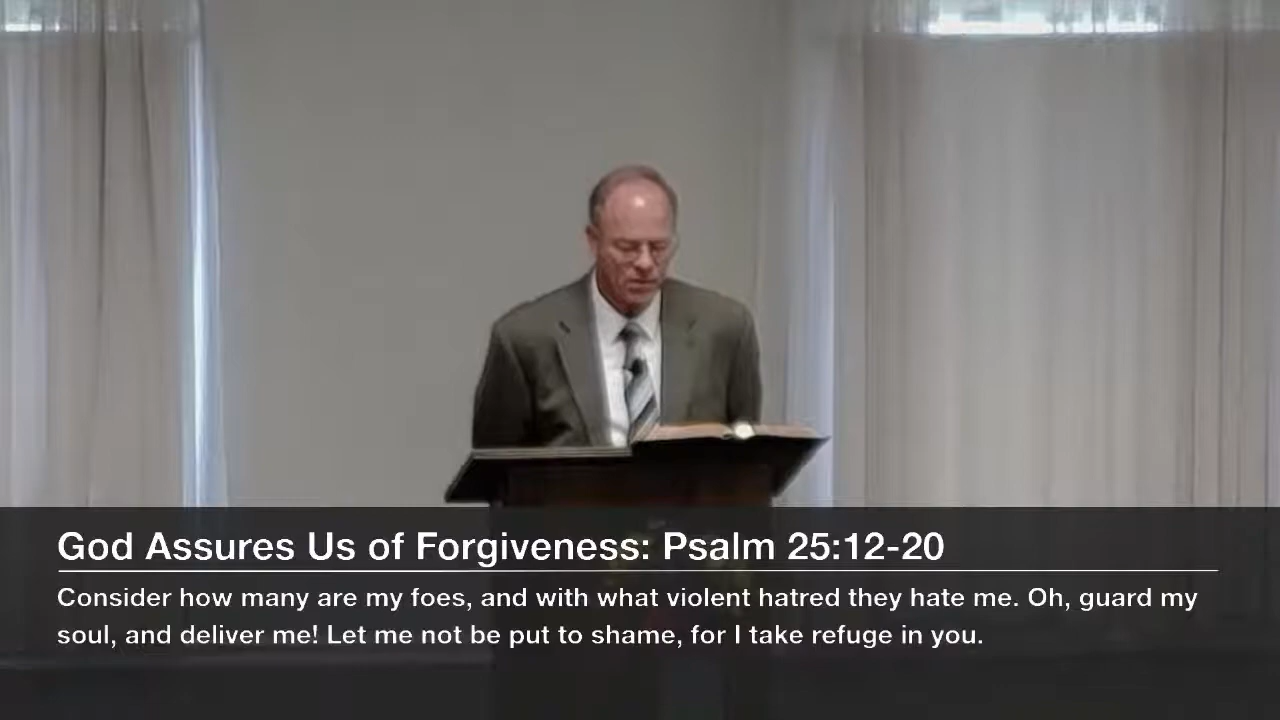 God Assures Us of Forgiveness: Psalm 25:12-20
Consider how many are my foes, and with what violent hatred they hate me. Oh, guard my
soul, and deliver me! Let me not be put to shame, for I take refuge in you.